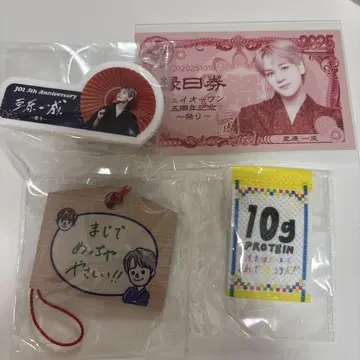 JO1 5th Anniversary
豆原一成
2025
縁日券
ェイオーワン
五周年記念
〜祭り〜
豆原一成
まじで
めっちゃ
やさしい!!
10g
PROTEIN